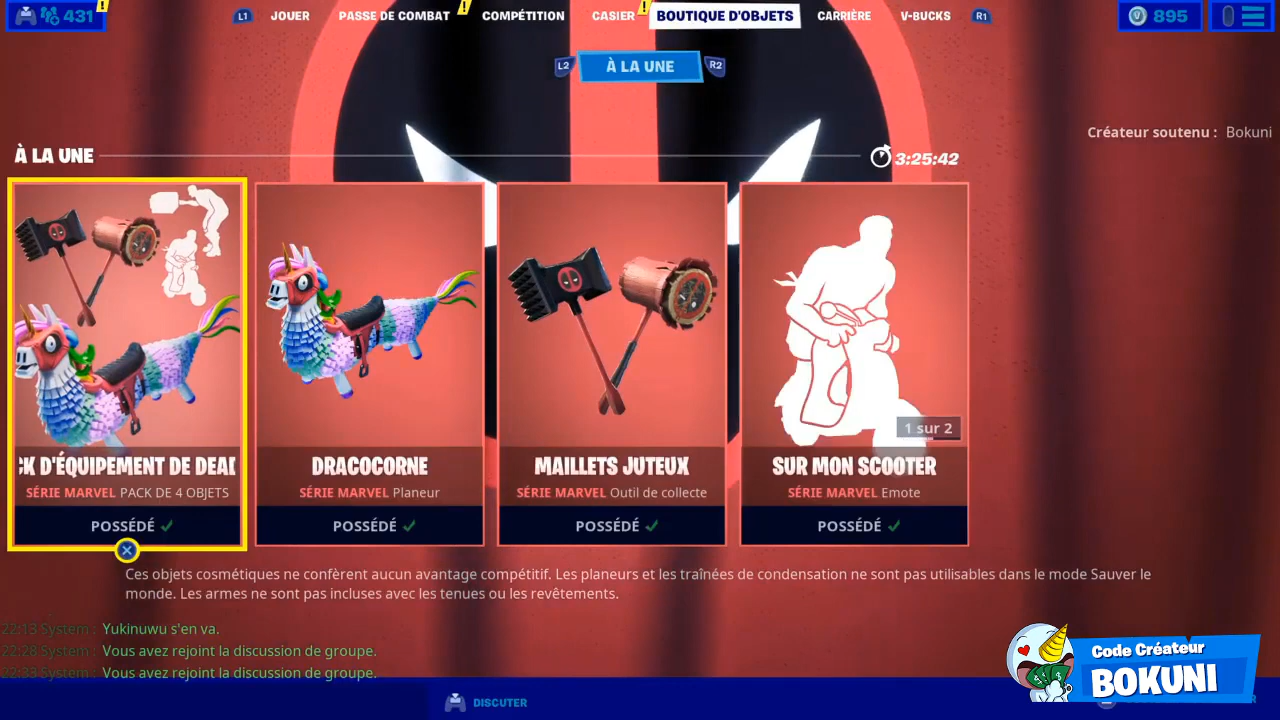 431
!
L1
JOUER
PASSE DE COMBAT
!
COMPÉTITION
CASIER
!
BOUTIQUE D'OBJETS
CARRIÈRE
V-BUCKS
R1
895
L2
À LA UNE
R2
Créateur soutenu : Bokuni
À LA UNE
3:25:42
CK D'ÉQUIPEMENT DE DEAD
SÉRIE MARVEL PACK DE 4 OBJETS
POSSÉDÉ
DRACOCORNE
SÉRIE MARVEL Planeur
POSSÉDÉ
MAILLETS JUTEUX
SÉRIE MARVEL Outil de collecte
POSSÉDÉ
1 sur 2
SUR MON SCOOTER
SÉRIE MARVEL Emote
POSSÉDÉ
Ces objets cosmétiques ne confèrent aucun avantage compétitif. Les planeurs et les traînées de condensation ne sont pas utilisables dans le mode Sauver le
monde. Les armes ne sont pas incluses avec les tenues ou les revêtements.
22:13 System : Yukinuwu s'en va.
22:28 System : Vous avez rejoint la discussion de groupe.
22:33 System : Vous avez rejoint la discussion de groupe.
Code Créateur
BOKUNI
DISCUTER